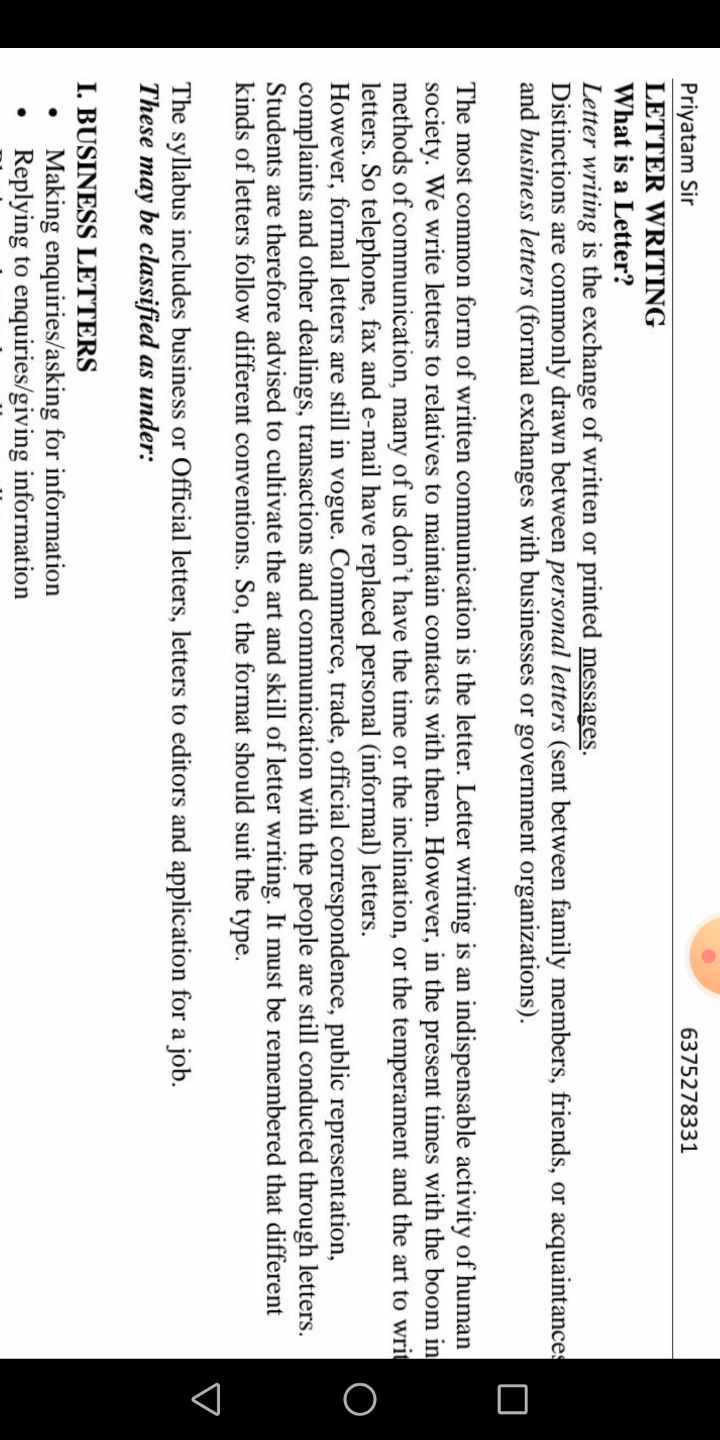 Priyatam Sir 6375278331
LETTER WRITING
What is a Letter?
Letter writing is the exchange of written or printed messages.
Distinctions are commonly drawn between personal letters (sent between family members, friends, or acquaintances
and business letters (formal exchanges with businesses or government organizations).
The most common form of written communication is the letter. Letter writing is an indispensable activity of human
society. We write letters to relatives to maintain contacts with them. However, in the present times with the boom in
methods of communication, many of us don't have the time or the inclination, or the temperament and the art to writ
letters. So telephone, fax and e-mail have replaced personal (informal) letters.
However, formal letters are still in vogue. Commerce, trade, official correspondence, public representation,
complaints and other dealings, transactions and communication with the people are still conducted through letters.
Students are therefore advised to cultivate the art and skill of letter writing. It must be remembered that different
kinds of letters follow different conventions. So, the format should suit the type.
The syllabus includes business or Official letters, letters to editors and application for a job.
These may be classified as under:
I. BUSINESS LETTERS
• Making enquiries/asking for information
• Replying to enquiries/giving information